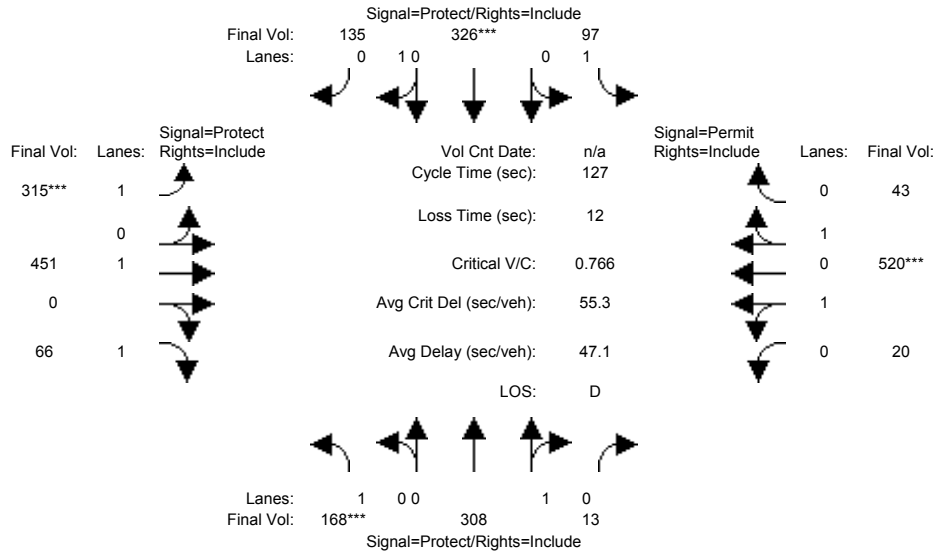 Signal=Protect/Rights=Include
Final Vol: 135 326*** 97
Lanes: 0 1 0 0 1
Signal=Protect
Final Vol: Lanes: Rights=Include
Vol Cnt Date: n/a
Signal=Permit
Rights=Include Lanes: Final Vol:
Cycle Time (sec): 127
315*** 1
0 43
Loss Time (sec): 12
0
1
451 1
Critical V/C: 0.766
0 520***
0 0
Avg Crit Del (sec/veh): 55.3
1
66 1
Avg Delay (sec/veh): 47.1
0 20
LOS: D
Lanes: 1 0 0 1 0
Final Vol: 168*** 308 13
Signal=Protect/Rights=Include